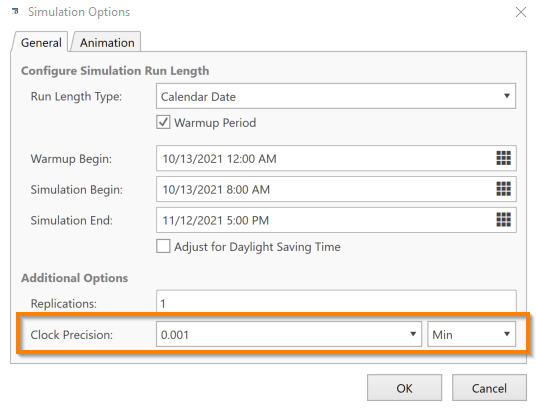 Simulation Options
General Animation
Configure Simulation Run Length
Run Length Type: Calendar Date
Warmup Period
Warmup Begin: 10/13/2021 12:00 AM
Simulation Begin: 10/13/2021 8:00 AM
Simulation End: 11/12/2021 5:00 PM
Adjust for Daylight Saving Time
Additional Options
Replications: 1
Clock Precision: 0.001 Min
OK Cancel